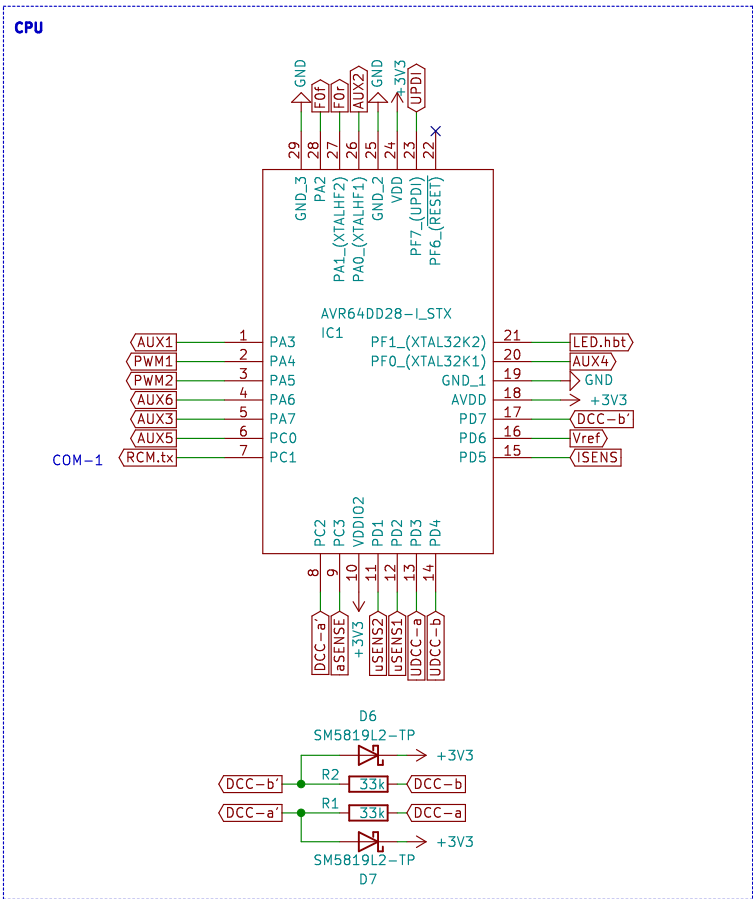 CPU
GND
F0f
F0r
AUX2
GND
+3V3
UPDI
29
28
27
26
25
24
23
22
GND_3
PA2
PA1_(XTALHF2)
PA0_(XTALHF1)
GND_2
VDD
PF7_(UPDI)
PF6_(RESET)
AVR64DD28-I_STX
IC1
AUX1 1 PA3
PWM1 2 PA4
PWM2 3 PA5
AUX6 4 PA6
AUX3 5 PA7
AUX5 6 PC0
COM-1 RCM.tx 7 PC1
PF1_(XTAL32K2) 21 LED.hbt
PF0_(XTAL32K1) 20 AUX4
GND_1 19 GND
AVDD 18 +3V3
PD7 17 DCC-b'
PD6 16 Vref
PD5 15 ISENS
PC2
PC3
VDDIO2
PD1
PD2
PD3
PD4
8
9
10
11
12
13
14
DCC-a'
aSENSE
+3V3
uSENS2
uSENS1
UDCC-a
UDCC-b
D6
SM5819L2-TP
+3V3
R2
DCC-b' 33k DCC-b
R1
DCC-a' 33k DCC-a
+3V3
SM5819L2-TP
D7